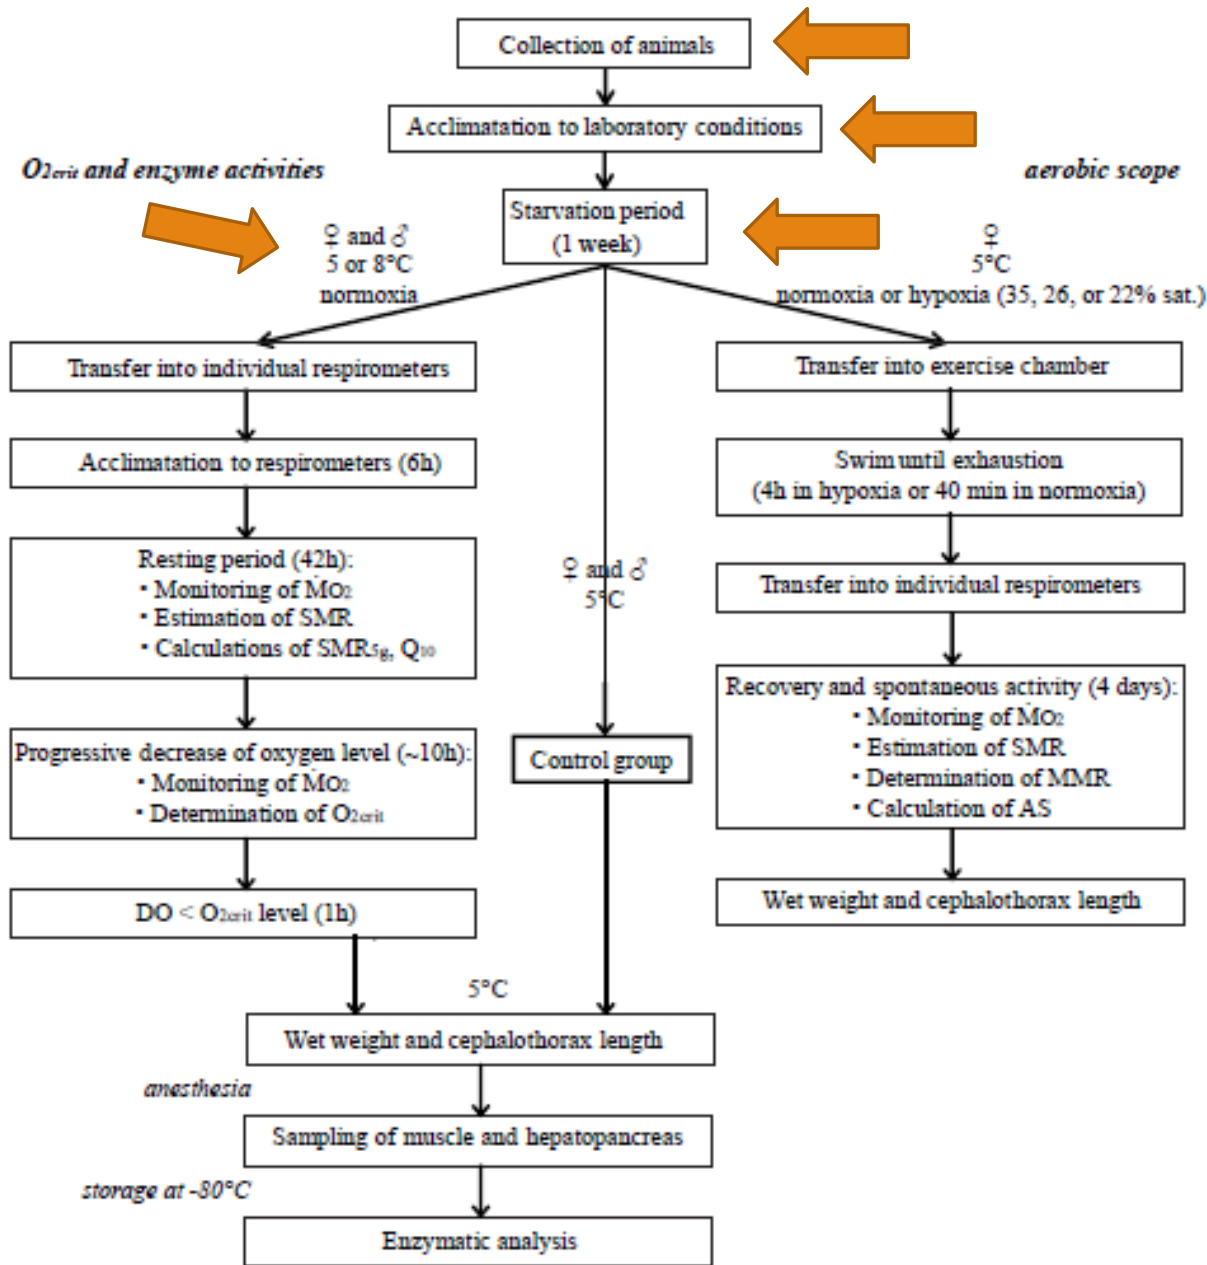 Collection of animals
Acclimatation to laboratory conditions
O2crit and enzyme activities
aerobic scope
Starvation period
(1 week)
♀ and ♂
5 or 8°C
normoxia
♀
5°C
normoxia or hypoxia (35, 26, or 22% sat.)
Transfer into individual respirometers
Acclimatation to respirometers (6h)
Resting period (42h):
· Monitoring of ṀO2
· Estimation of SMR
· Calculations of SMR5g, Q10
Progressive decrease of oxygen level (~10h):
· Monitoring of ṀO2
· Determination of O2crit
DO < O2crit level (1h)
♀ and ♂
5°C
Control group
Transfer into exercise chamber
Swim until exhaustion
(4h in hypoxia or 40 min in normoxia)
Transfer into individual respirometers
Recovery and spontaneous activity (4 days):
· Monitoring of ṀO2
· Estimation of SMR
· Determination of MMR
· Calculation of AS
Wet weight and cephalothorax length
5°C
Wet weight and cephalothorax length
anesthesia
Sampling of muscle and hepatopancreas
storage at -80°C
Enzymatic analysis